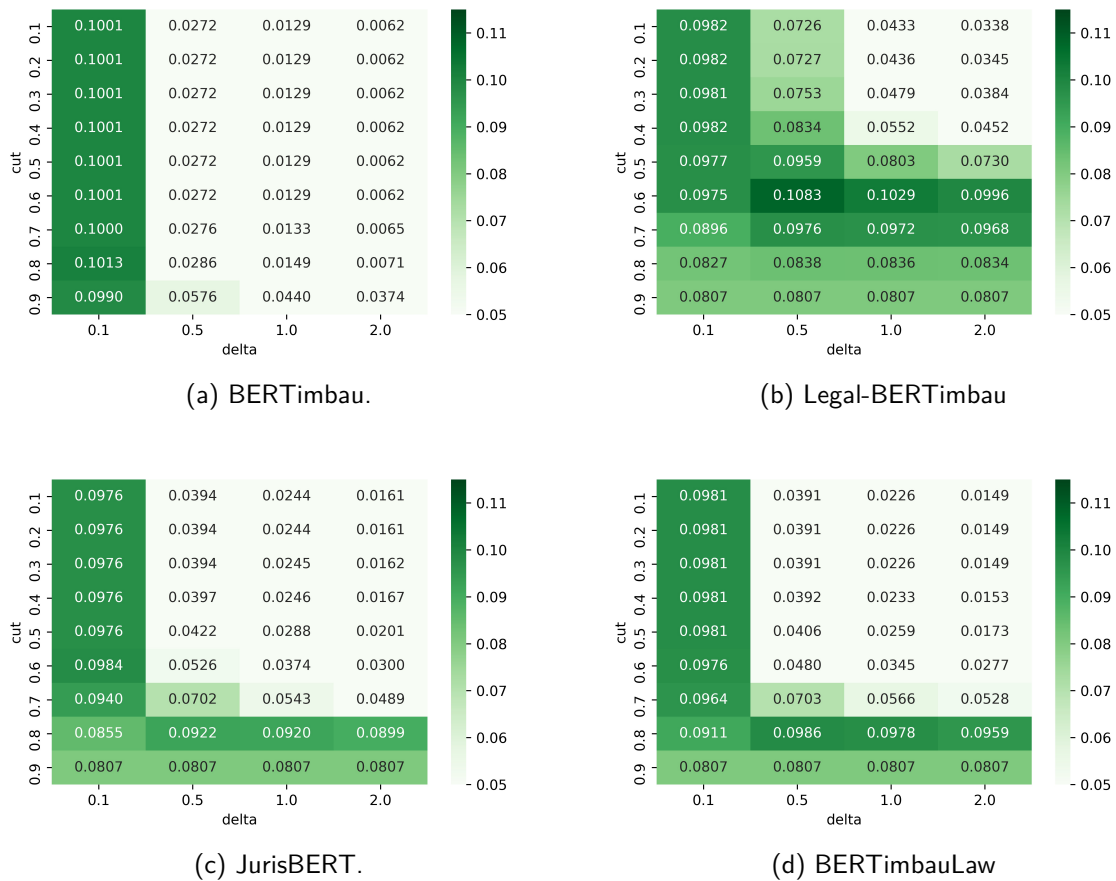 0.1 0.1001 0.0272 0.0129 0.0062
0.2 0.1001 0.0272 0.0129 0.0062
0.3 0.1001 0.0272 0.0129 0.0062
0.4 0.1001 0.0272 0.0129 0.0062
0.5 0.1001 0.0272 0.0129 0.0062
0.6 0.1001 0.0272 0.0129 0.0062
0.7 0.1000 0.0276 0.0133 0.0065
0.8 0.1013 0.0286 0.0149 0.0071
0.9 0.0990 0.0576 0.0440 0.0374
cut
0.1 0.5 1.0 2.0
delta
0.11
0.10
0.09
0.08
0.07
0.06
0.05
(a) BERTimbau.
0.1 0.0982 0.0726 0.0433 0.0338
0.2 0.0982 0.0727 0.0436 0.0345
0.3 0.0981 0.0753 0.0479 0.0384
0.4 0.0982 0.0834 0.0552 0.0452
0.5 0.0977 0.0959 0.0803 0.0730
0.6 0.0975 0.1083 0.1029 0.0996
0.7 0.0896 0.0976 0.0972 0.0968
0.8 0.0827 0.0838 0.0836 0.0834
0.9 0.0807 0.0807 0.0807 0.0807
cut
0.1 0.5 1.0 2.0
delta
0.11
0.10
0.09
0.08
0.07
0.06
0.05
(b) Legal-BERTimbau
0.1 0.0976 0.0394 0.0244 0.0161
0.2 0.0976 0.0394 0.0244 0.0161
0.3 0.0976 0.0394 0.0245 0.0162
0.4 0.0976 0.0397 0.0246 0.0167
0.5 0.0976 0.0422 0.0288 0.0201
0.6 0.0984 0.0526 0.0374 0.0300
0.7 0.0940 0.0702 0.0543 0.0489
0.8 0.0855 0.0922 0.0920 0.0899
0.9 0.0807 0.0807 0.0807 0.0807
cut
0.1 0.5 1.0 2.0
delta
0.11
0.10
0.09
0.08
0.07
0.06
0.05
(c) JurisBERT.
0.1 0.0981 0.0391 0.0226 0.0149
0.2 0.0981 0.0391 0.0226 0.0149
0.3 0.0981 0.0391 0.0226 0.0149
0.4 0.0981 0.0392 0.0233 0.0153
0.5 0.0981 0.0406 0.0259 0.0173
0.6 0.0976 0.0480 0.0345 0.0277
0.7 0.0964 0.0703 0.0566 0.0528
0.8 0.0911 0.0986 0.0978 0.0959
0.9 0.0807 0.0807 0.0807 0.0807
cut
0.1 0.5 1.0 2.0
delta
0.11
0.10
0.09
0.08
0.07
0.06
0.05
(d) BERTimbauLaw